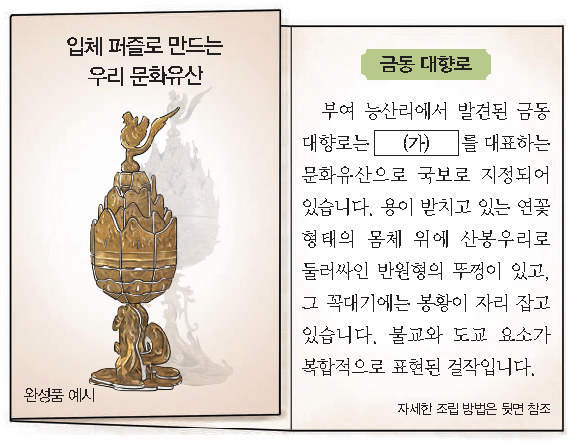 입체 퍼즐로 만드는
우리 문화유산
완성품 예시
금동 대향로
부여 능산리에서 발견된 금동
대향로는 (가) 를 대표하는
문화유산으로 국보로 지정되어
있습니다. 용이 받치고 있는 연꽃
형태의 몸체 위에 산봉우리로
둘러싸인 반원형의 뚜껑이 있고,
그 꼭대기에는 봉황이 자리 잡고
있습니다. 불교와 도교 요소가
복합적으로 표현된 걸작입니다.
자세한 조립 방법은 뒷면 참조